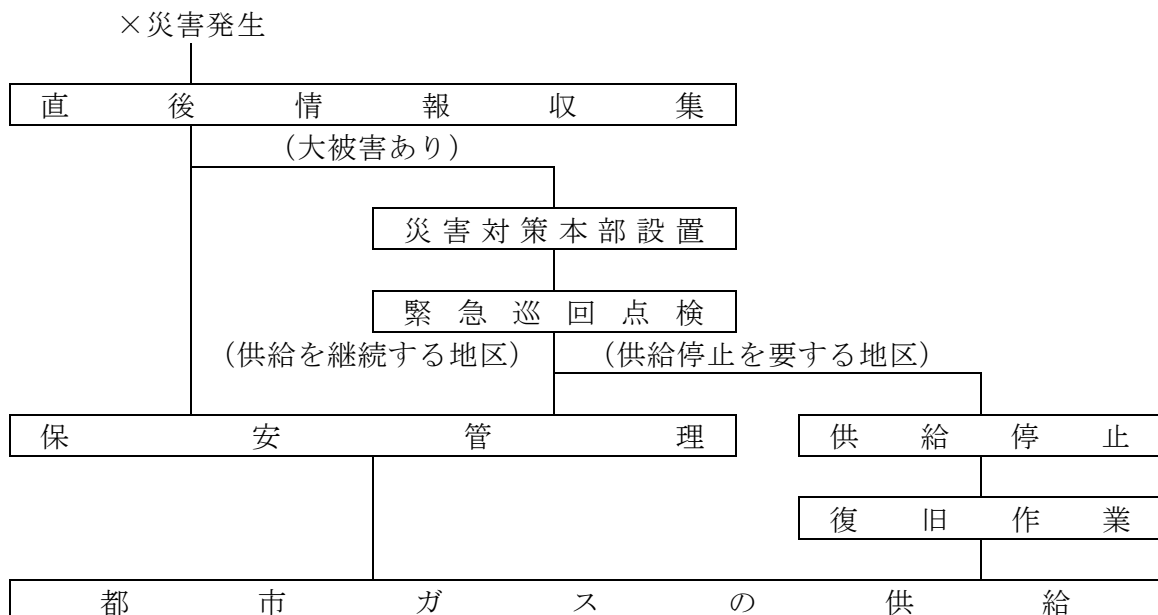 ×災害発生
直後情報収集
（大被害あり）
災害対策本部設置
緊急巡回点検
（供給を継続する地区）（供給停止を要する地区）
保安管理 供給停止
復旧作業
都市ガスの供給